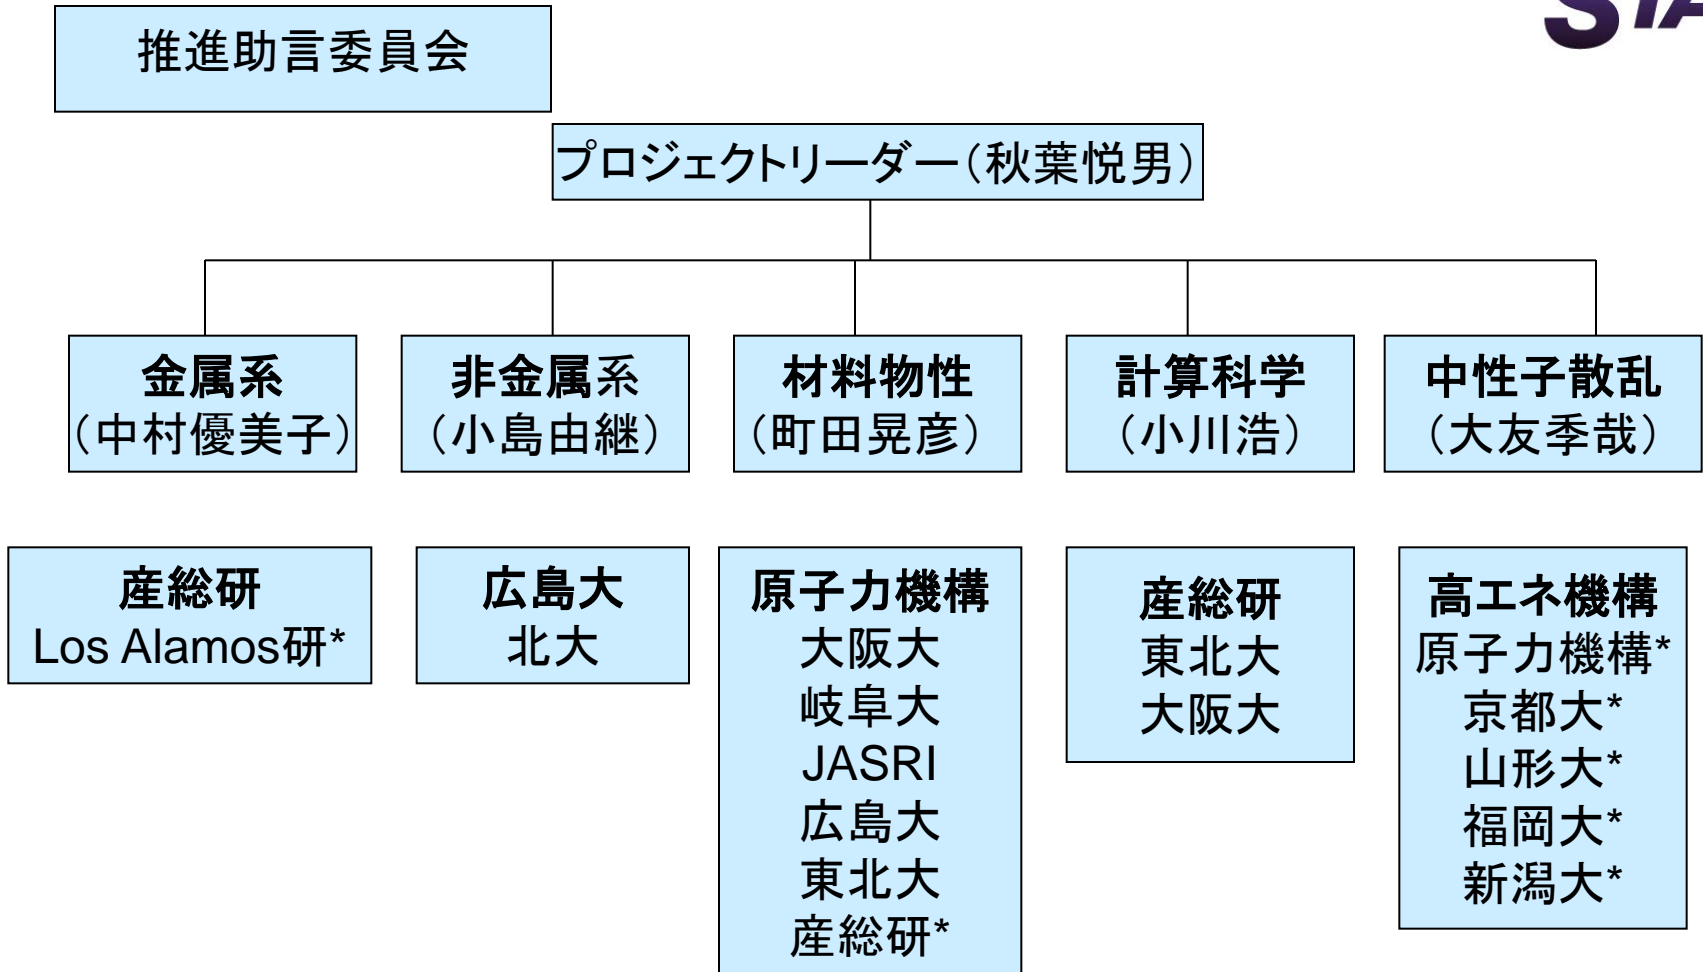 推進助言委員会
プロジェクトリーダー（秋葉悦男）
金属系
（中村優美子）
非金属系
（小島由継）
材料物性
（町田晃彦）
計算科学
（小川浩）
中性子散乱
（大友季哉）
産総研
Los Alamos研*
広島大
北大
原子力機構
大阪大
岐阜大
JASRI
広島大
東北大
産総研*
産総研
東北大
大阪大
高エネ機構
原子力機構*
京都大*
山形大*
福岡大*
新潟大*